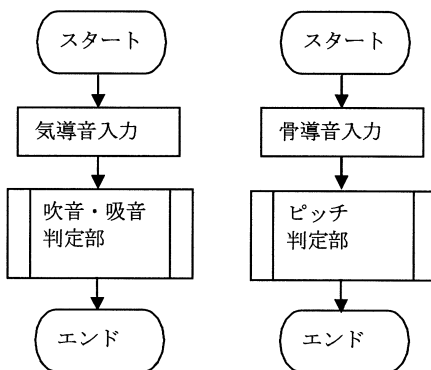 スタート
気導音入力
吹音・吸音
判定部
エンド
スタート
骨導音入力
ピッチ
判定部
エンド